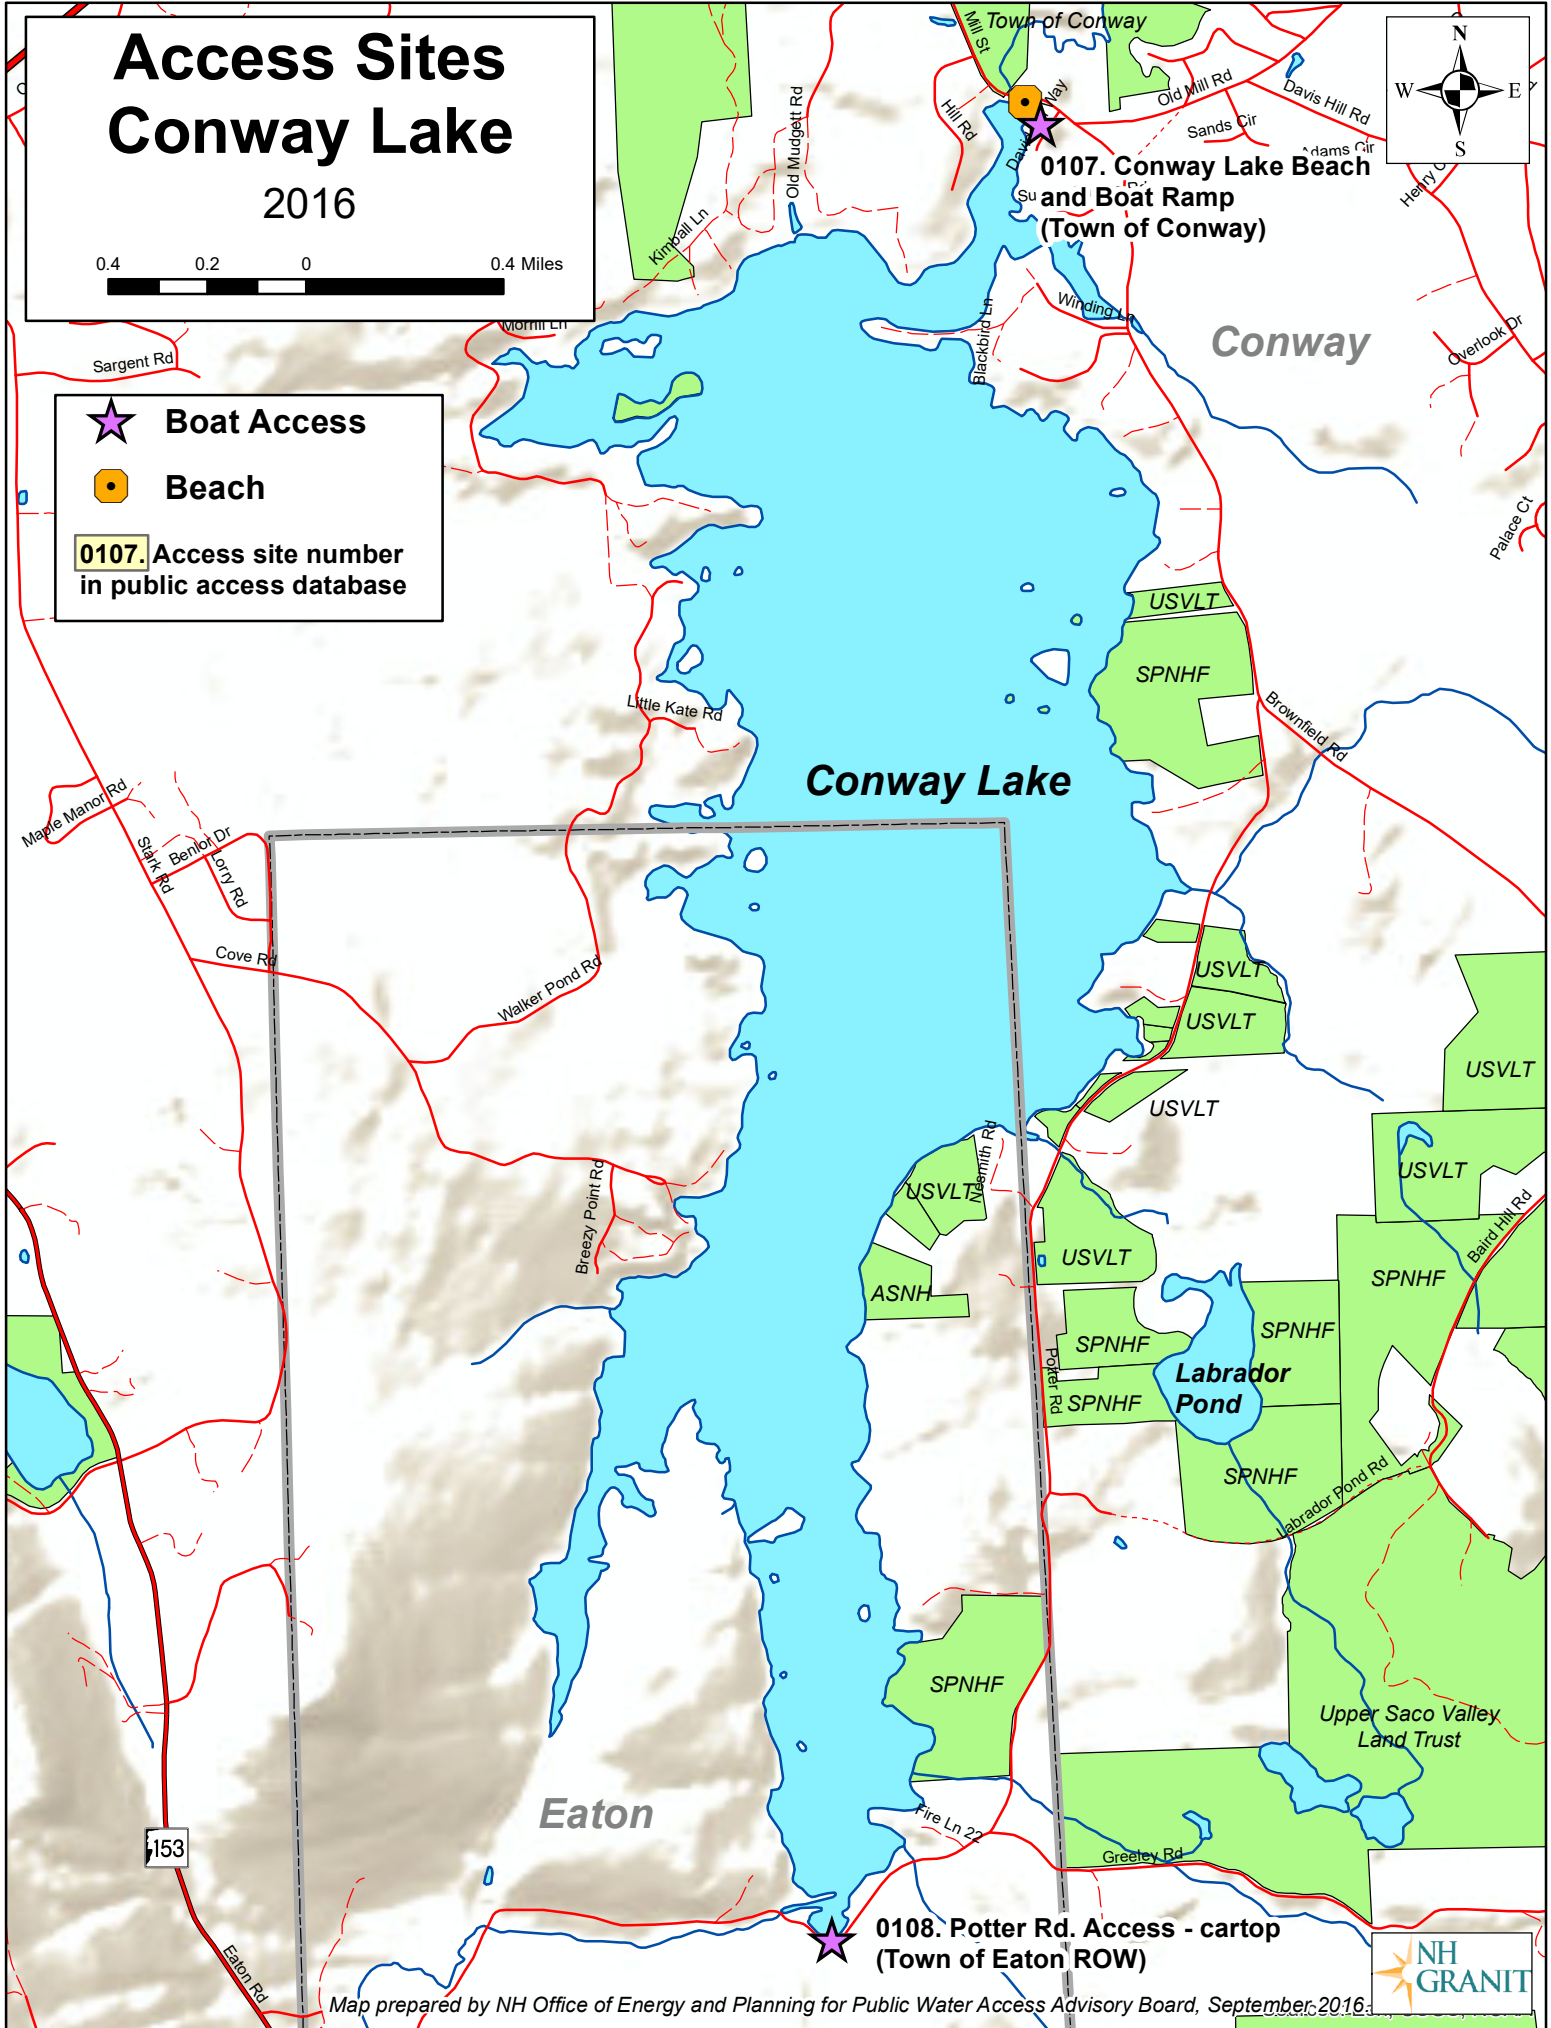 Access Sites
Conway Lake
2016
0.4 0.2 0 0.4 Miles
Boat Access
Beach
0107. Access site number
in public access database
Town of Conway
Mill St
Hill Rd
Way
Old Mill Rd
Davis Hill Rd
Sands Cir
Adams Cir
N
W E
S
Old Mudgett Rd
Kimball Ln
0107. Conway Lake Beach
and Boat Ramp
(Town of Conway)
Morrill Ln
Sargent Rd
Blackbird Ln
Winding Ln
Conway
Overlook Dr
Palace Ct
USVLT
SPNHF
Little Kate Rd
Brownfield Rd
Conway Lake
Maple Manor Rd
Stark Rd
Benlor Dr
Lorry Rd
Cove Rd
Walker Pond Rd
USVLT
USVLT
USVLT
USVLT
USVLT
Nesmith Rd
USVLT
Breezy Point Rd
USVLT
Baird Hill Rd
SPNHF
ASNH
SPNHF
SPNHF
Labrador
Pond
Potter Rd
SPNHF
SPNHF
Labrador Pond Rd
SPNHF
Upper Saco Valley
Land Trust
Eaton
Fire Ln 22
Greeley Rd
153
Eaton Rd
0108. Potter Rd. Access - cartop
(Town of Eaton ROW)
NH
GRANIT
Map prepared by NH Office of Energy and Planning for Public Water Access Advisory Board, September 2016